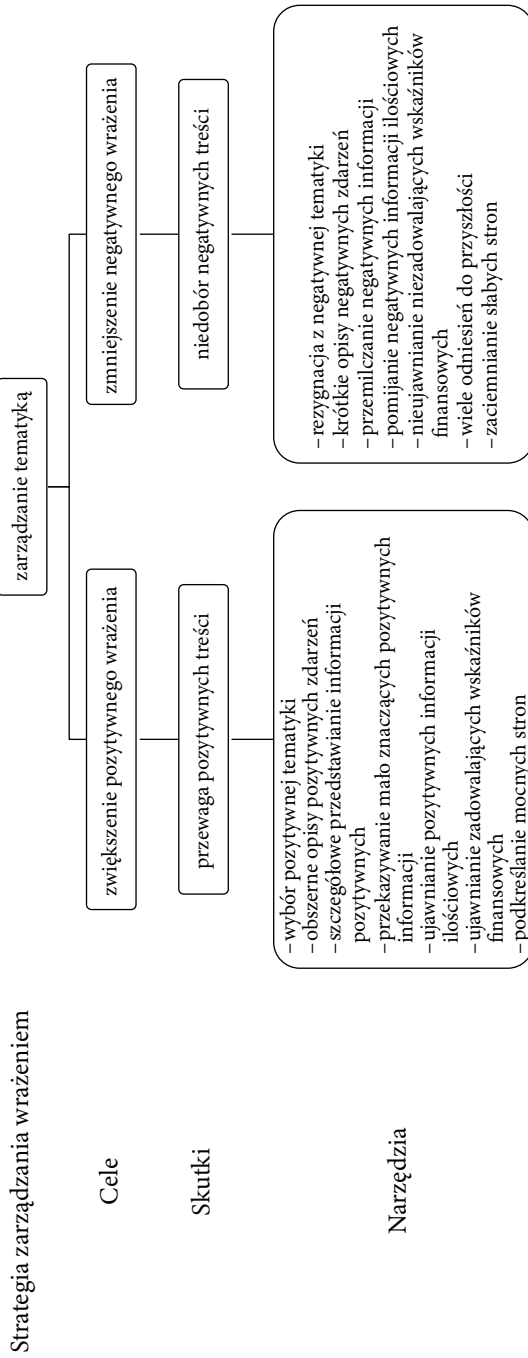 Strategia zarządzania wrażeniem
zarządzanie tematyką
Cele
zwiększenie pozytywnego wrażenia
zmniejszenie negatywnego wrażenia
Skutki
przewaga pozytywnych treści
niedobór negatywnych treści
Narzędzia
– wybór pozytywnej tematyki
– obszerne opisy pozytywnych zdarzeń
– szczegółowe przedstawianie informacji
pozytywnych
– przekazywanie mało znaczących pozytywnych
informacji
– ujawnianie pozytywnych informacji
ilościowych
– ujawnianie zadowalających wskaźników
finansowych
– podkreślanie mocnych stron
– rezygnacja z negatywnej tematyki
– krótkie opisy negatywnych zdarzeń
– przemilczanie negatywnych informacji
– pomijanie negatywnych informacji ilościowych
– nieujawnianie niezadowalających wskaźników
finansowych
– wiele odniesień do przyszłości
– zaciemnianie słabych stron